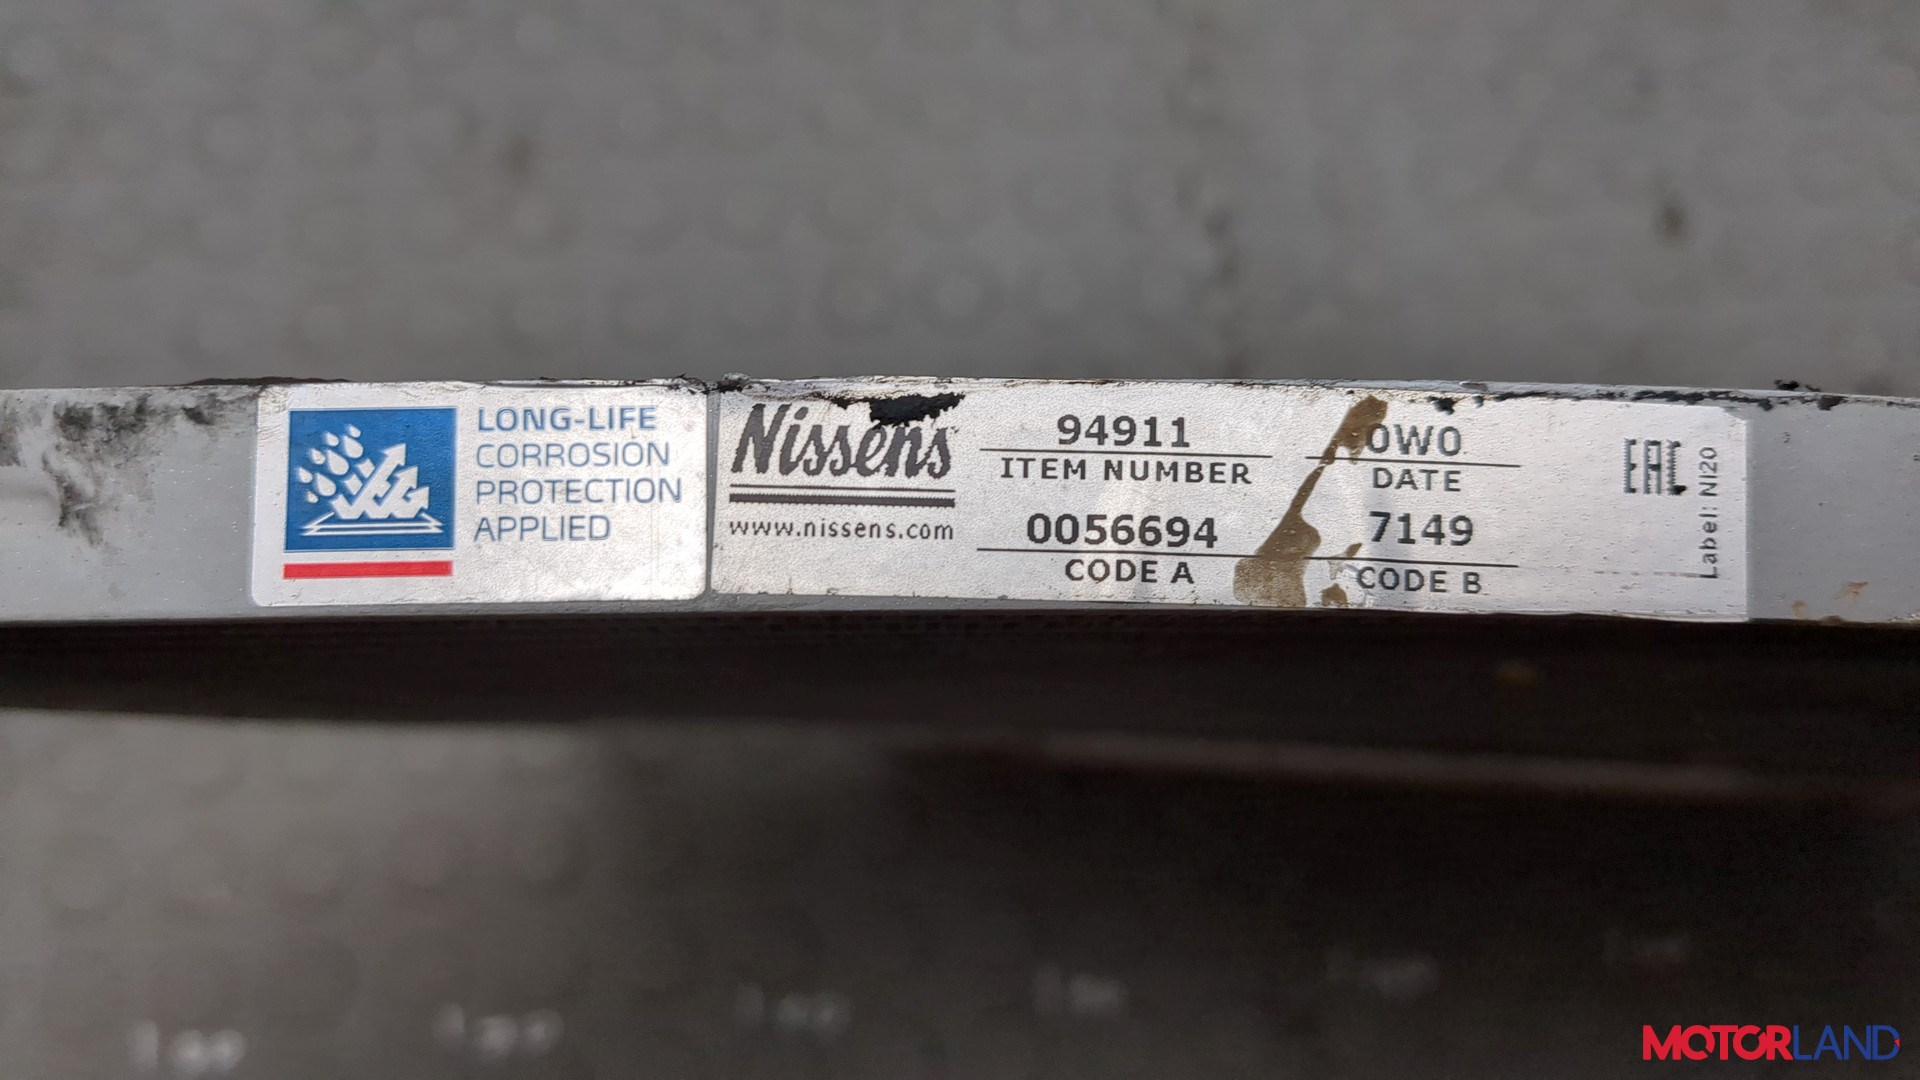 LONG-LIFE
CORROSION
PROTECTION
APPLIED
Nissens
www.nissens.com
94911
ITEM NUMBER
0056694
CODE A
0W0
DATE
7149
CODE B
EAC
Label: NI20
MOTORLAND